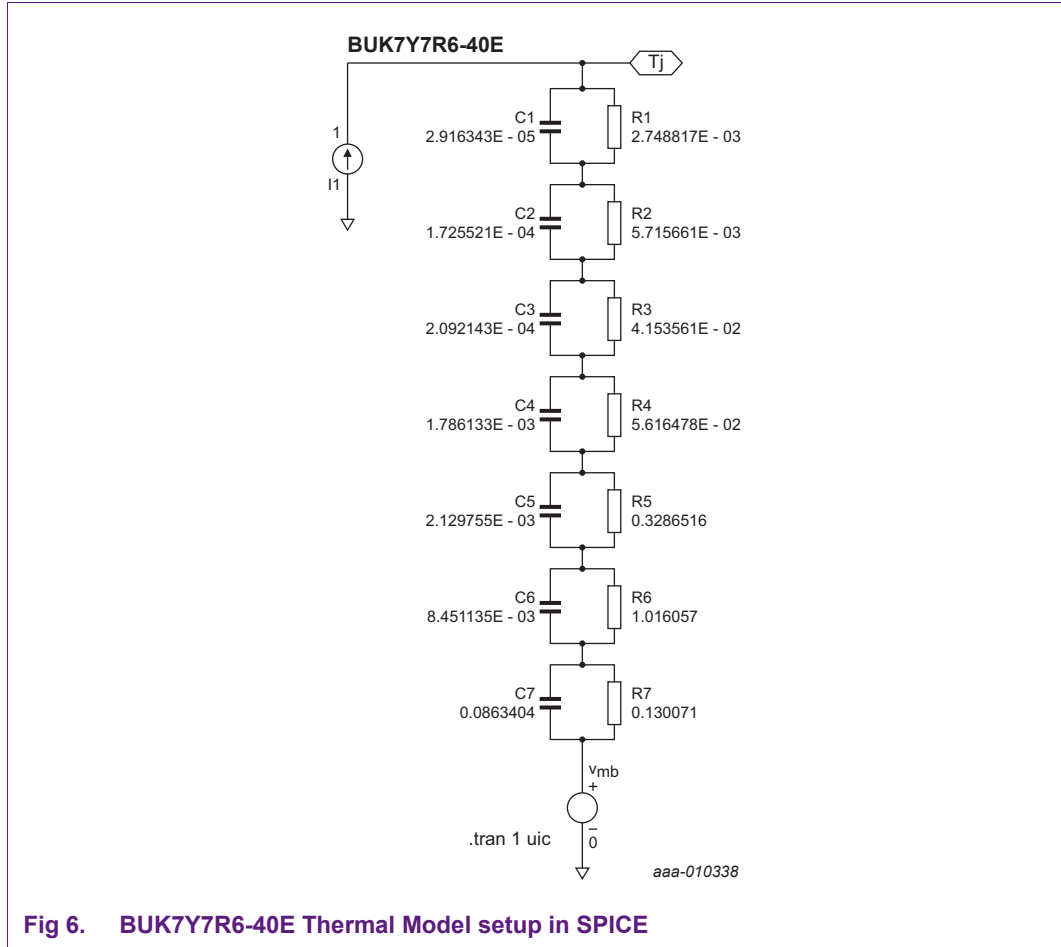 BUK7Y7R6-40E
Tj
1
I1
C1
2.916343E - 05
R1
2.748817E - 03
C2
1.725521E - 04
R2
5.715661E - 03
C3
2.092143E - 04
R3
4.153561E - 02
C4
1.786133E - 03
R4
5.616478E - 02
C5
2.129755E - 03
R5
0.3286516
C6
8.451135E - 03
R6
1.016057
C7
0.0863404
R7
0.130071
vmb
+
−
0
.tran 1 uic
aaa-010338
Fig 6. BUK7Y7R6-40E Thermal Model setup in SPICE